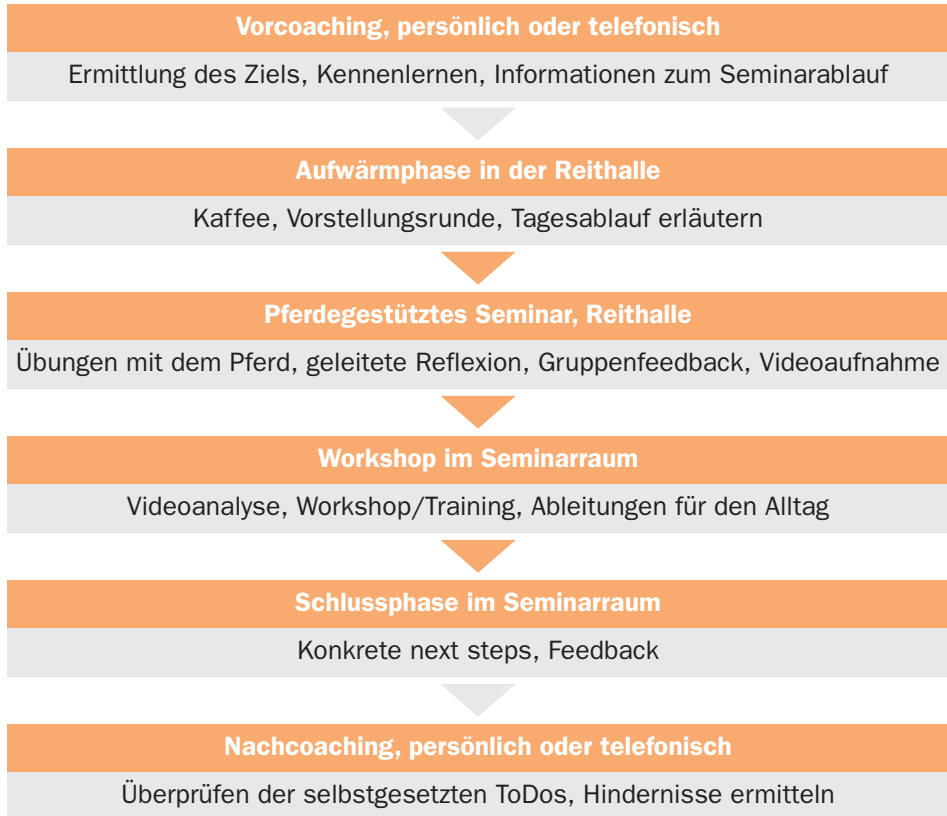 Vorcoaching, persönlich oder telefonisch
Ermittlung des Ziels, Kennenlernen, Informationen zum Seminarablauf
Aufwärmphase in der Reithalle
Kaffee, Vorstellungsrunde, Tagesablauf erläutern
Pferdegestütztes Seminar, Reithalle
Übungen mit dem Pferd, geleitete Reflexion, Gruppenfeedback, Videoaufnahme
Workshop im Seminarraum
Videoanalyse, Workshop/Training, Ableitungen für den Alltag
Schlussphase im Seminarraum
Konkrete next steps, Feedback
Nachcoaching, persönlich oder telefonisch
Überprüfen der selbstgesetzten ToDos, Hindernisse ermitteln